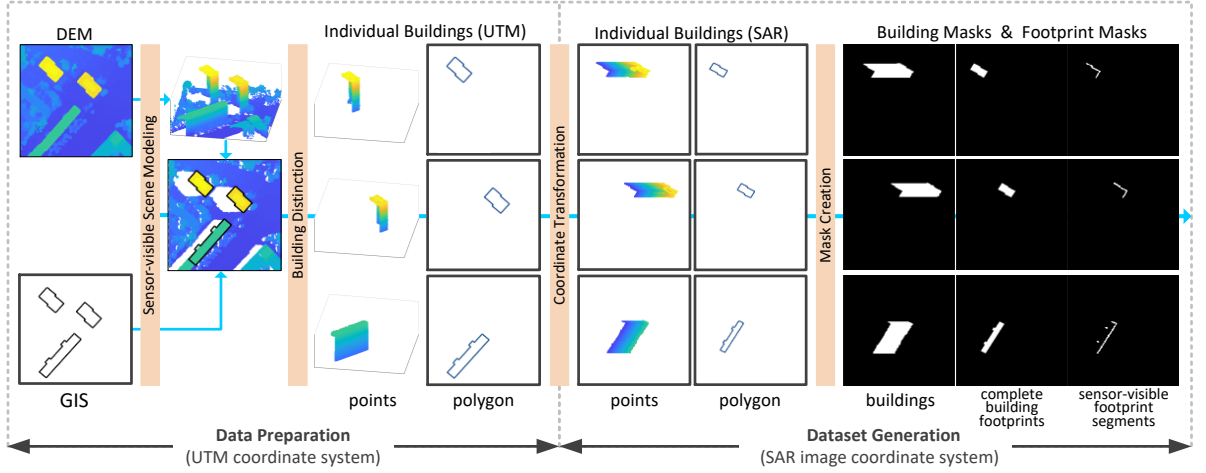 DEM
Individual Buildings (UTM)
Individual Buildings (SAR)
Building Masks & Footprint Masks
Sensor-visible Scene Modeling
Building Distinction
Coordinate Transformation
Mask Creation
GIS
points
polygon
points
polygon
buildings
complete
building
footprints
sensor-visible
footprint
segments
Data Preparation
(UTM coordinate system)
Dataset Generation
(SAR image coordinate system)